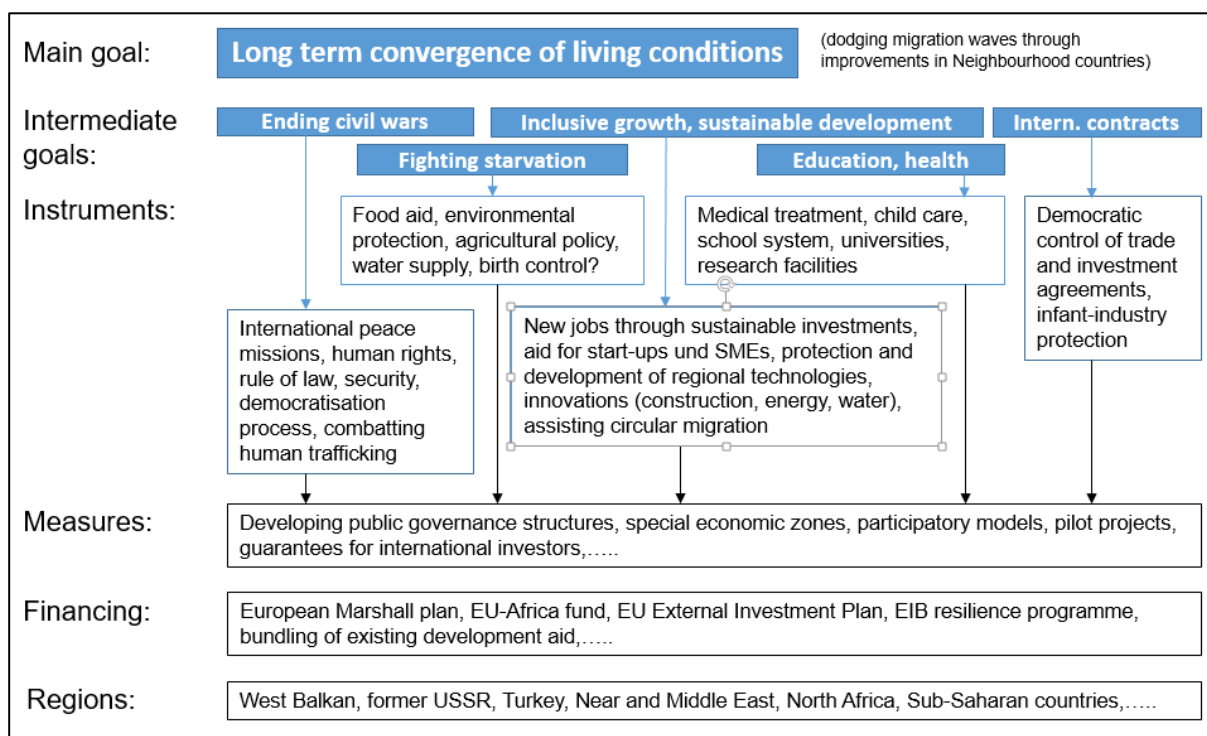 Main goal:
Long term convergence of living conditions
(dodging migration waves through
improvements in Neighbourhood countries)
Intermediate
goals:
Ending civil wars
Inclusive growth, sustainable development
Intern. contracts
Fighting starvation
Education, health
Instruments:
Food aid, environmental
protection, agricultural policy,
water supply, birth control?
Medical treatment, child care,
school system, universities,
research facilities
Democratic
control of trade
and investment
agreements,
infant-industry
protection
International peace
missions, human rights,
rule of law, security,
democratisation
process, combatting
human trafficking
New jobs through sustainable investments,
aid for start-ups und SMEs, protection and
development of regional technologies,
innovations (construction, energy, water),
assisting circular migration
Measures:
Developing public governance structures, special economic zones, participatory models, pilot projects,
guarantees for international investors,…..
Financing:
European Marshall plan, EU-Africa fund, EU External Investment Plan, EIB resilience programme,
bundling of existing development aid,…..
Regions:
West Balkan, former USSR, Turkey, Near and Middle East, North Africa, Sub-Saharan countries,…..